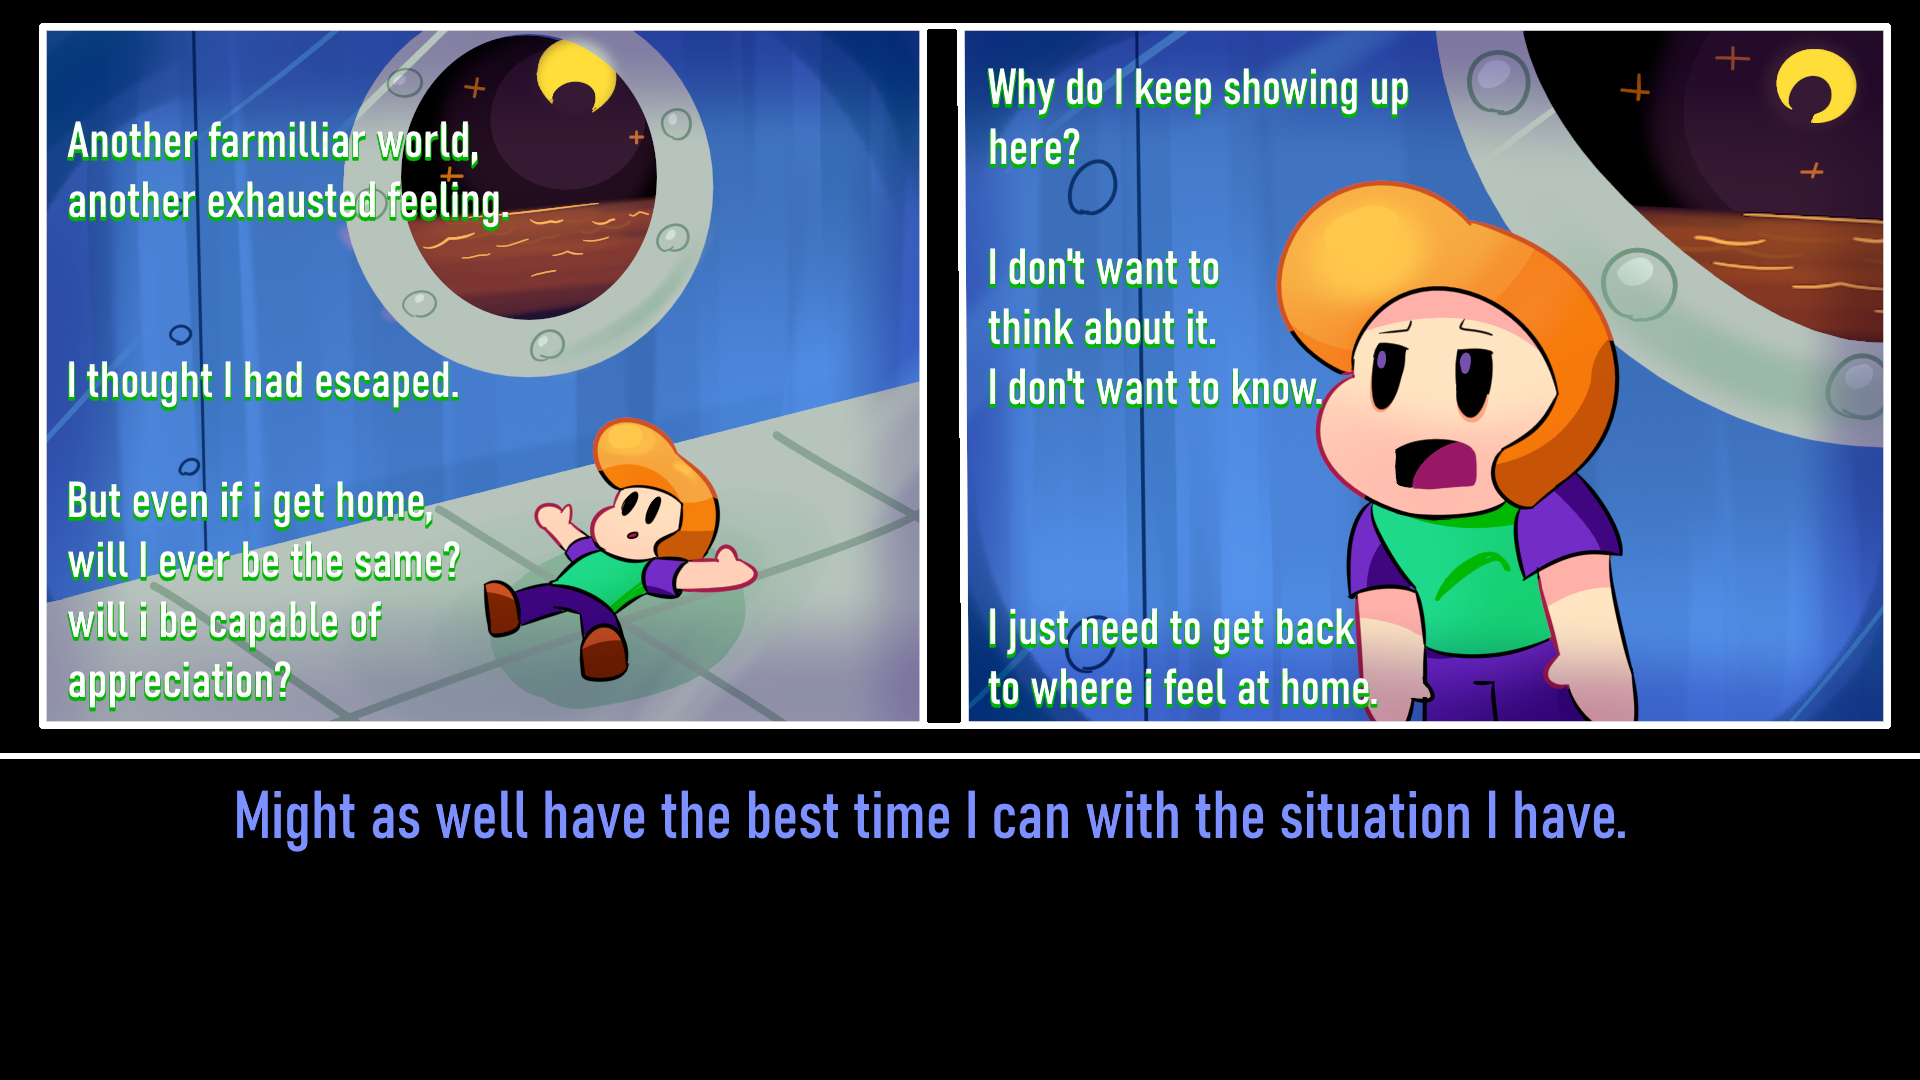 Another farmilliar world,
another exhausted feeling.
I thought I had escaped.
But even if i get home,
will I ever be the same?
will i be capable of
appreciation?
Why do I keep showing up
here?
I don't want to
think about it.
I don't want to know.
I just need to get back
to where i feel at home.
Might as well have the best time I can with the situation I have.